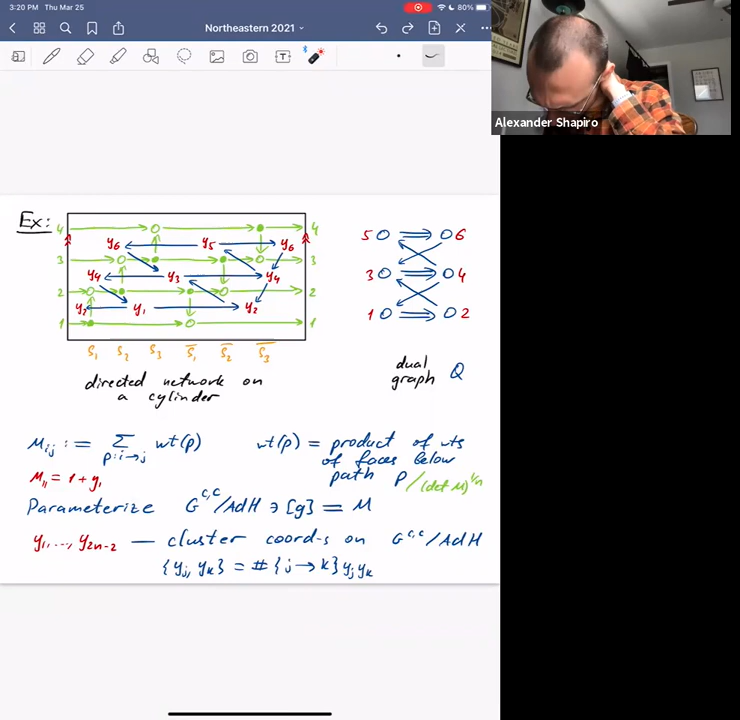 3:20 PM Thu Mar 25
80%
Northeastern 2021
Alexander Shapiro
Ex:
4 4
y6 y5 y6
3 3
y4 y3 y4
2 2
y2 y1 y2
1 1
s1 s2 s3 s̄1 s̄2 s̄3
5 6
3 4
1 2
directed network on
a cylinder
dual
graph Q
Mij := Σ wt(p)
p: i→j
wt(p) = product of wts
of faces below
path P /(det M)^1/n
M11 = 1 + y1
Parameterize G^c,c/AdH ∋ [g] = M
y1, ..., y2n-2 — cluster coord-s on G^c,c/AdH
{yj, yk} = #{j → k} yj yk